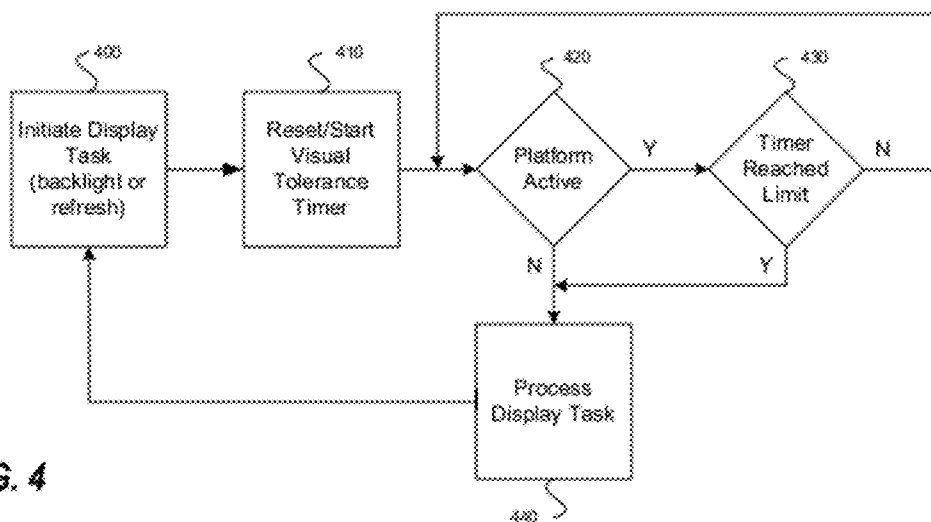 400
410
420
430
Initiate Display
Task
(backlight or
refresh)
Reset/Start
Visual
Tolerance
Timer
Platform
Active
Y
Timer
Reached
Limit
N
N
Y
Process
Display Task
440
G. 4